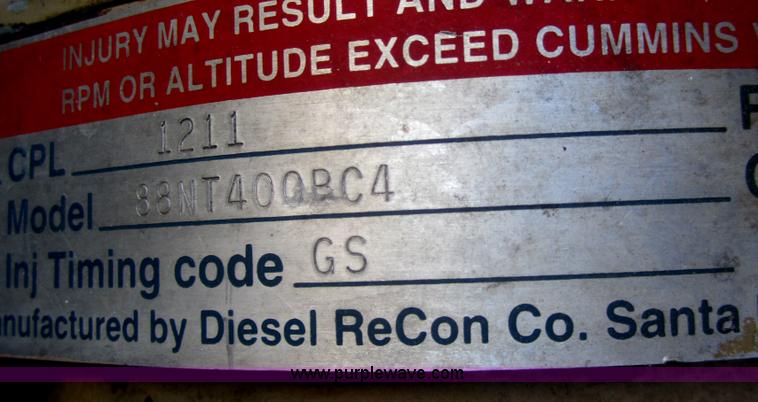 INJURY MAY RESULT AND
RPM OR ALTITUDE EXCEED CUMMINS
CPL 1211
Model 88NT400BC4
Inj Timing code GS
anufactured by Diesel ReCon Co. Santa
www.purplewave.com